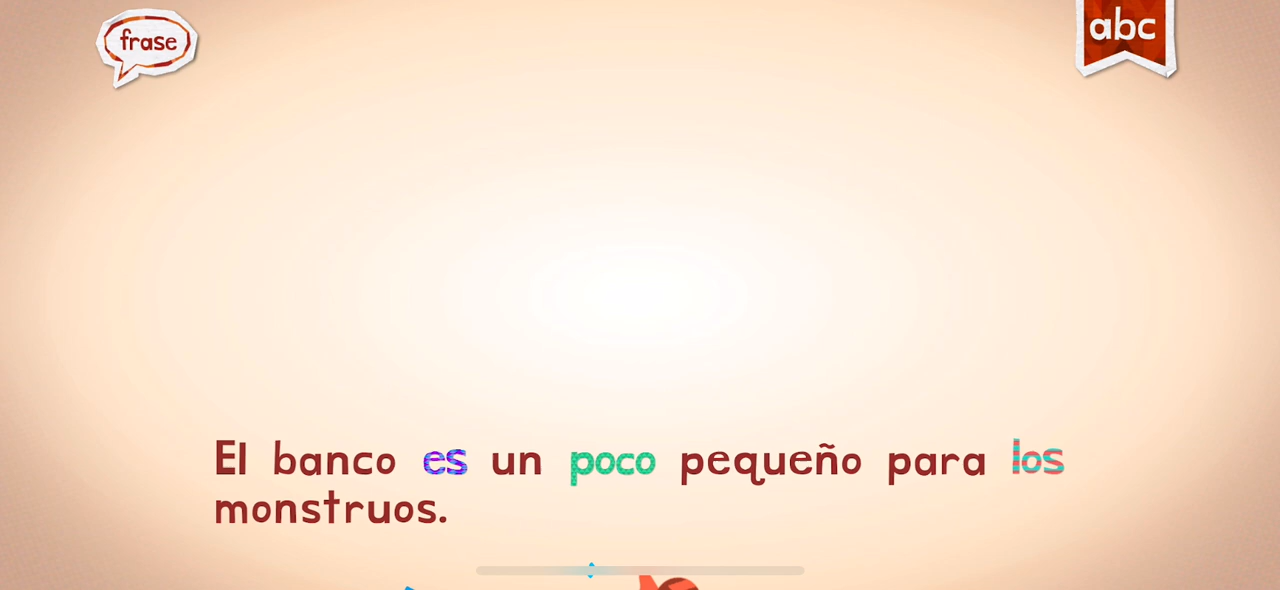 frase
abc
El banco es un poco pequeño para los
monstruos.